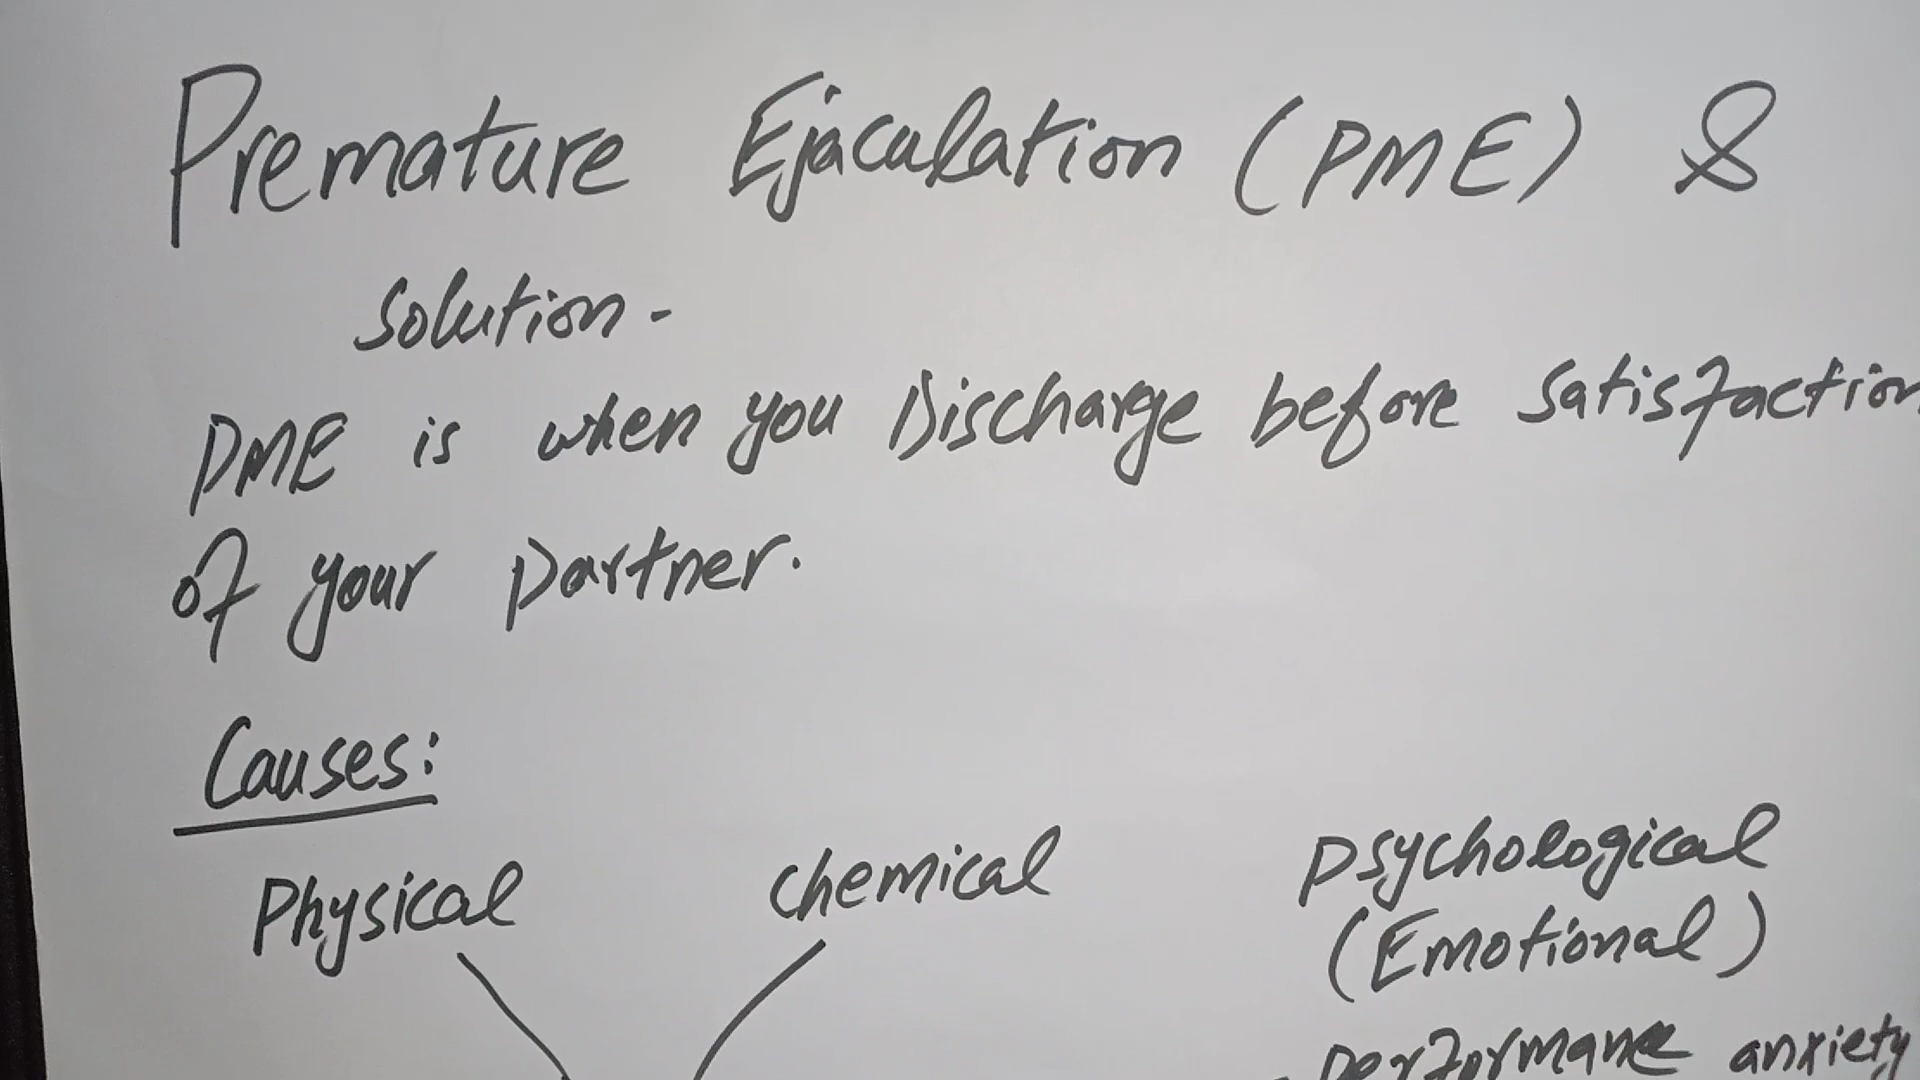 Premature Ejaculation (PME) &
Solution -
PME is when you Discharge before Satisfaction
of your partner.
Causes:
Physical chemical Psychological
(Emotional)
- performance anxiety